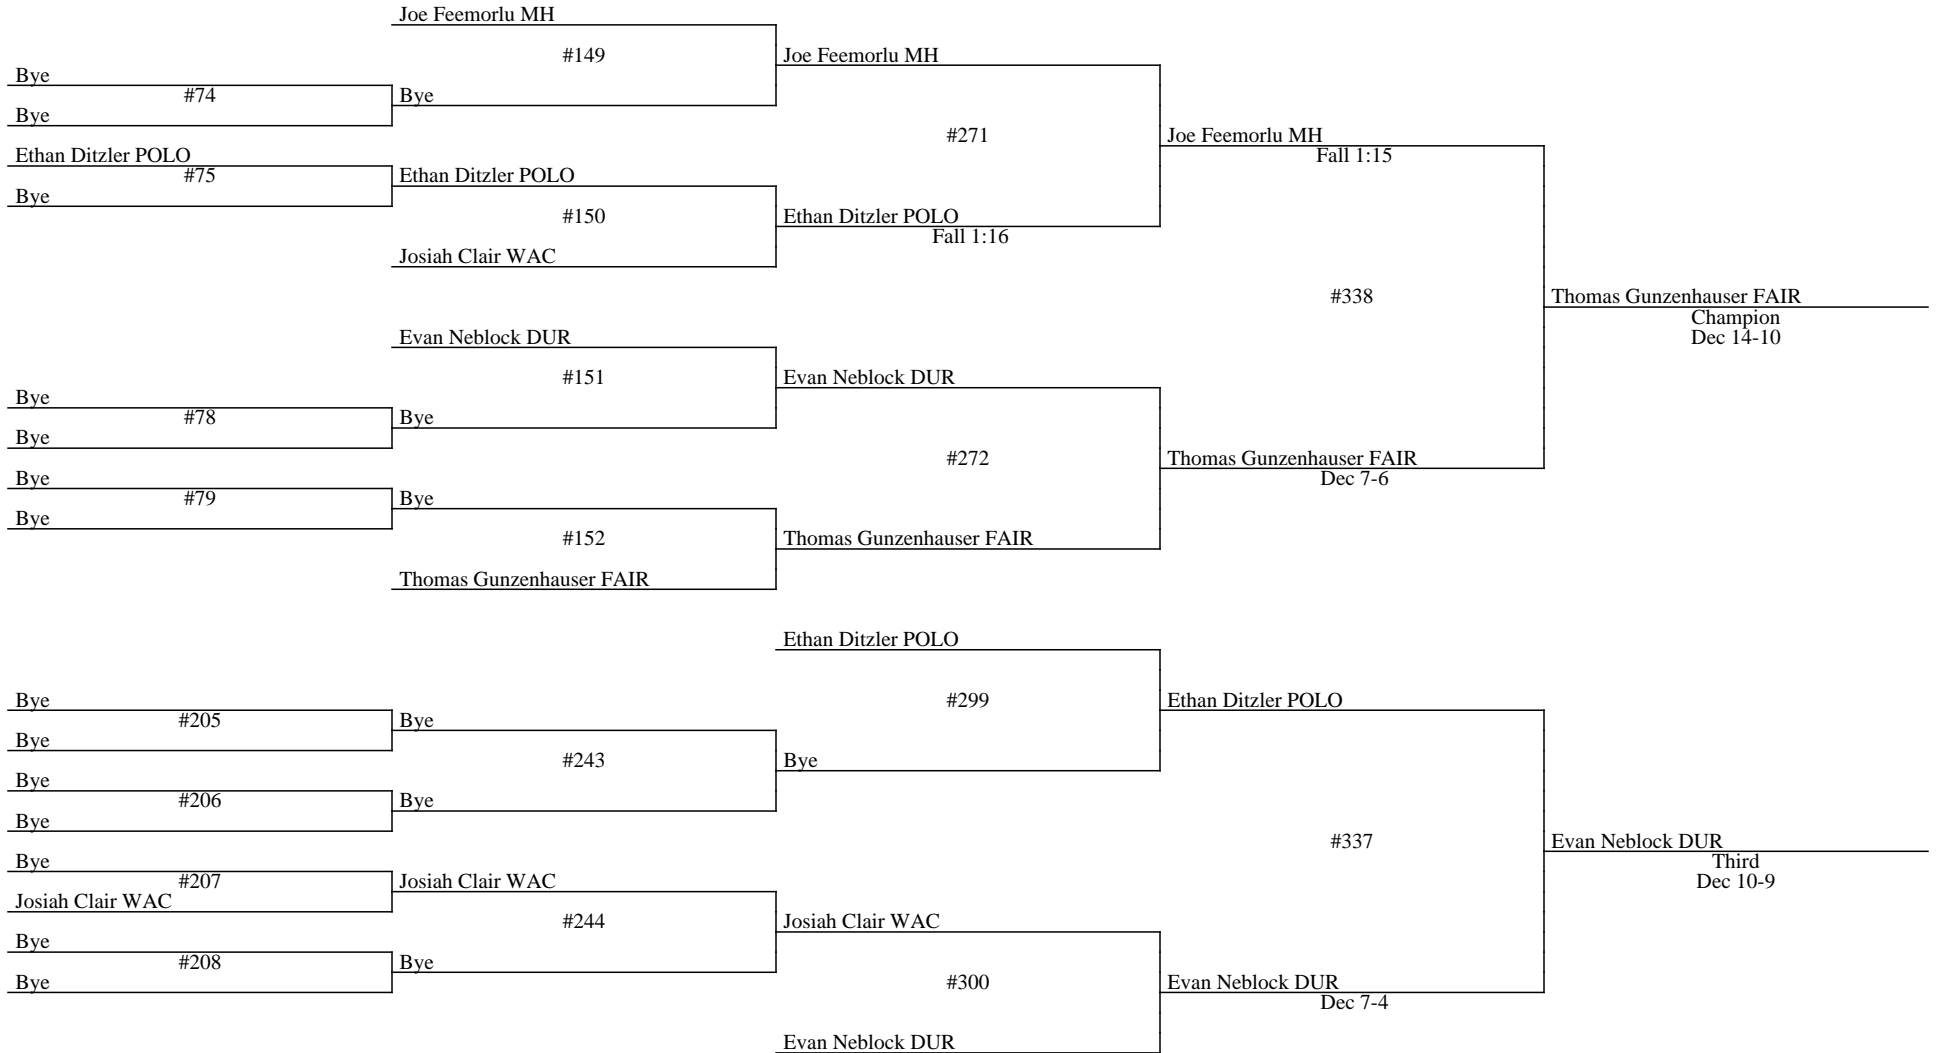 Joe Feemorlu MH
#149
Joe Feemorlu MH
Bye
#74
Bye
Bye
#271
Joe Feemorlu MH
Fall 1:15
Ethan Ditzler POLO
#75
Ethan Ditzler POLO
Bye
#150
Ethan Ditzler POLO
Fall 1:16
Josiah Clair WAC
#338
Thomas Gunzenhauser FAIR
Champion
Dec 14-10
Evan Neblock DUR
#151
Evan Neblock DUR
Bye
#78
Bye
Bye
#272
Thomas Gunzenhauser FAIR
Dec 7-6
Bye
#79
Bye
Bye
#152
Thomas Gunzenhauser FAIR
Thomas Gunzenhauser FAIR
Ethan Ditzler POLO
#299
Ethan Ditzler POLO
Bye
#205
Bye
Bye
#243
Bye
Bye
#206
Bye
Bye
#337
Evan Neblock DUR
Third
Dec 10-9
Bye
#207
Josiah Clair WAC
Josiah Clair WAC
#244
Josiah Clair WAC
Bye
#208
Bye
Bye
#300
Evan Neblock DUR
Dec 7-4
Evan Neblock DUR